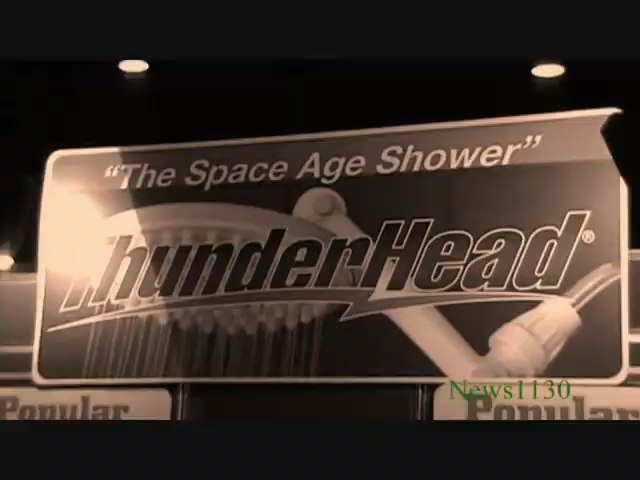 "The Space Age Shower"
ThunderHead®
News1130
Popular
Popular